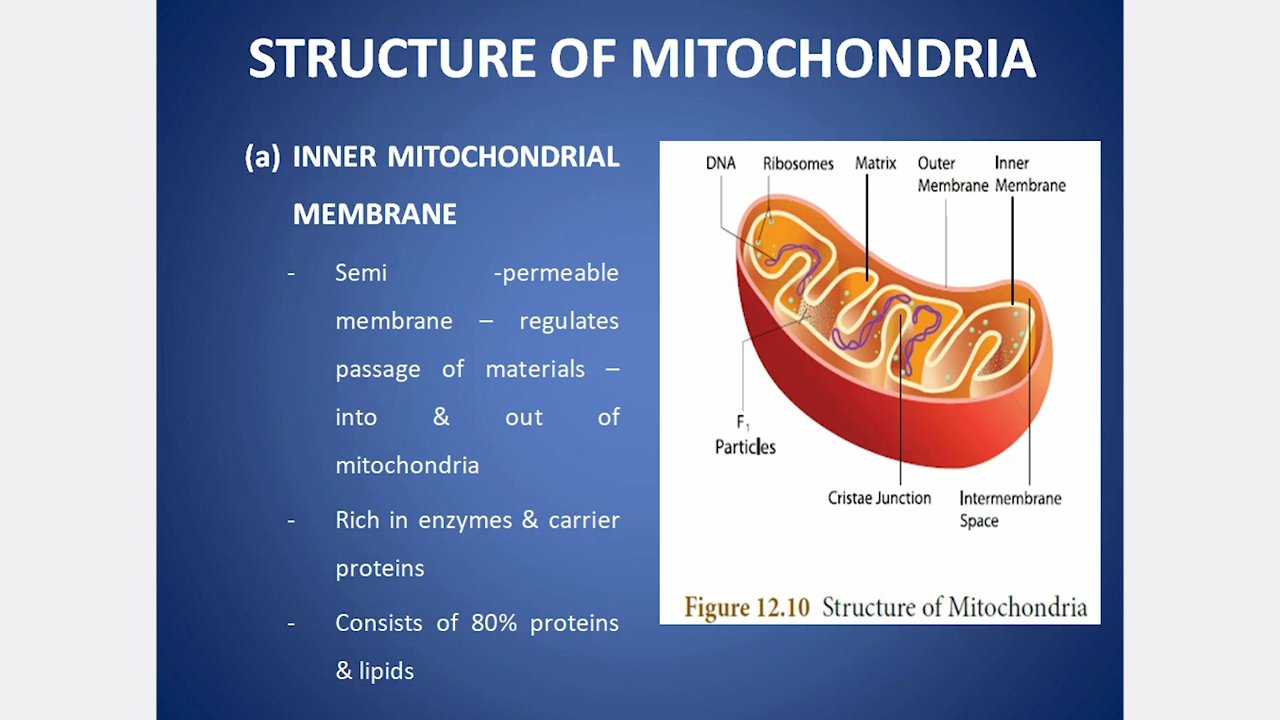 STRUCTURE OF MITOCHONDRIA
(a) INNER MITOCHONDRIAL
MEMBRANE
- Semi -permeable
membrane – regulates
passage of materials –
into & out of
mitochondria
- Rich in enzymes & carrier
proteins
- Consists of 80% proteins
& lipids
DNA Ribosomes Matrix Outer Membrane Inner Membrane
F₁
Particles
Cristae Junction
Intermembrane
Space
Figure 12.10 Structure of Mitochondria